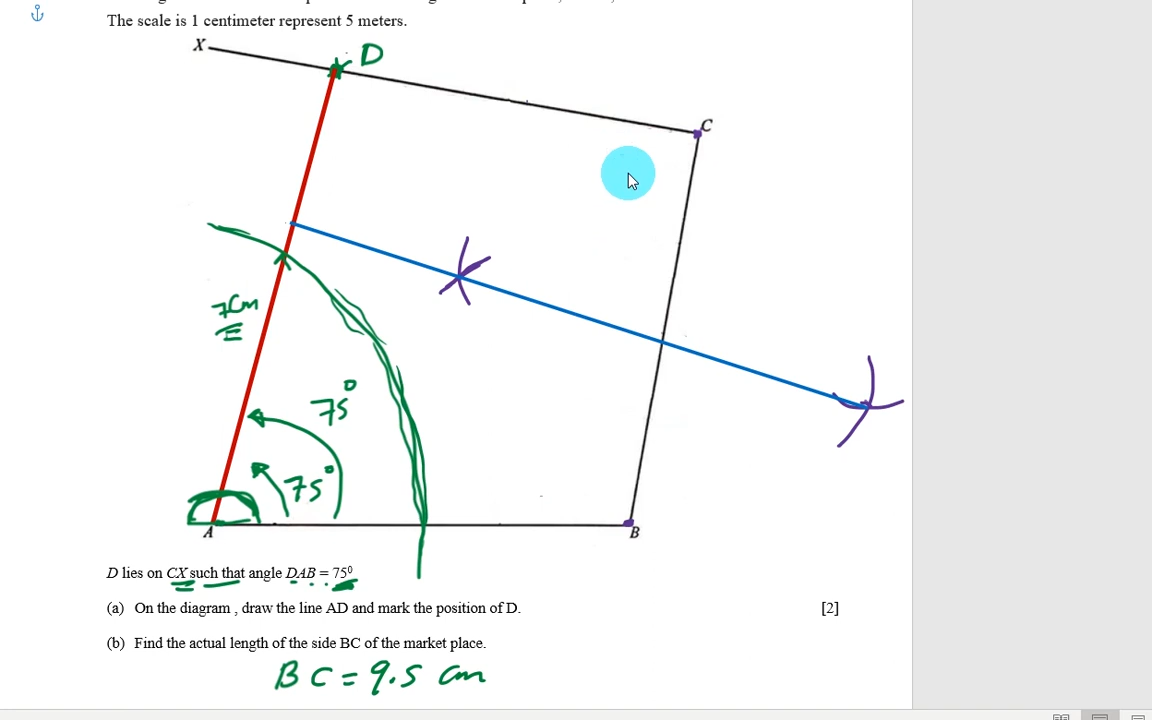 The scale is 1 centimeter represent 5 meters.
X
D
C
7Cm
75°
75°
A
B
D lies on CX such that angle DAB = 75⁰
(a) On the diagram , draw the line AD and mark the position of D.
[2]
(b) Find the actual length of the side BC of the market place.
BC = 9.5 cm